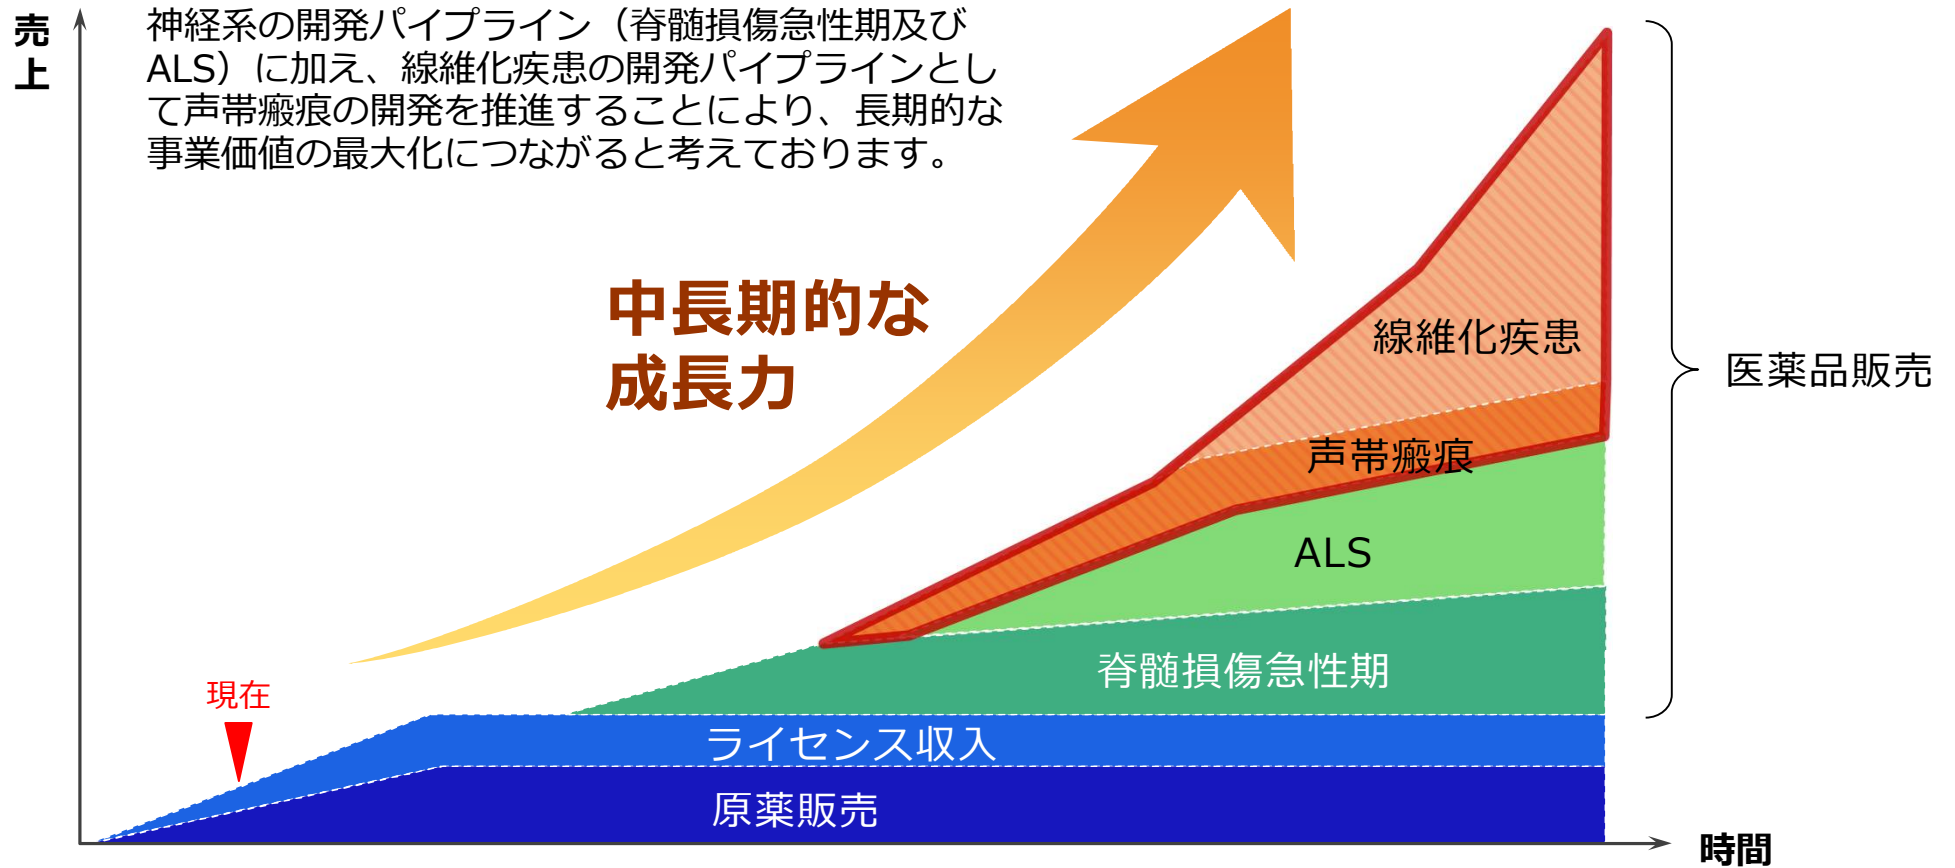 売上
神経系の開発パイプライン（脊髄損傷急性期及び
ALS）に加え、線維化疾患の開発パイプラインとし
て声帯瘢痕の開発を推進することにより、長期的な
事業価値の最大化につながると考えております。
中長期的な
成長力
線維化疾患
医薬品販売
声帯瘢痕
ALS
脊髄損傷急性期
現在
ライセンス収入
原薬販売
時間